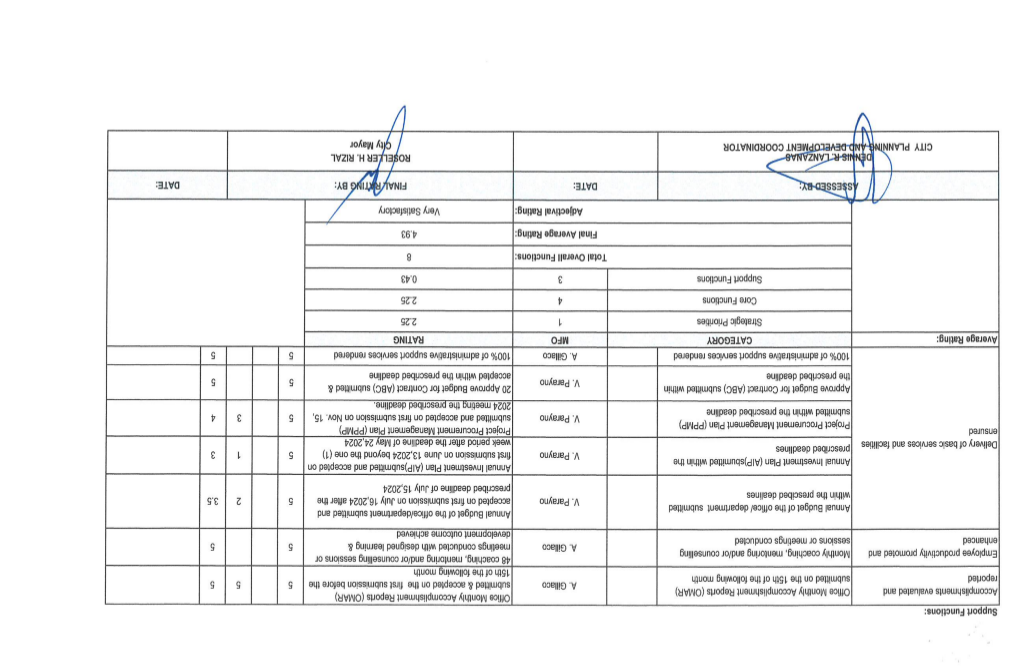 Support Functions:
Accomplishments evaluated and
reported
Office Monthly Accomplishment Reports (OMAR)
submitted on the 15th of the following month
A. Gillaco
Office Monthly Accomplishment Reports (OMAR)
submitted & accepted on the first submission before the
15th of the following month
5 5 5
Employee productivity promoted and
enhanced
Monthly coaching, mentoring and/or counselling
sessions or meetings conducted
A. Gillaco
48 coaching, mentoring and/or counselling sessions or
meetings conducted with designed learning &
development outcome achieved
5 5
Delivery of basic services and facilities
ensured
Annual Budget of the office/ department submitted
within the prescribed dealines
V. Parayno
Annual Budget of the office/department submitted and
accepted on first submission on July 16,2024 after the
prescribed deadline of July 15,2024
5 2 3.5
Annual Investment Plan (AIP)sbumitted within the
prescribed deadlines
V. Parayno
Annual Investment Plan (AIP)submitted and accepted on
first submission on June 13,2024 beyond the one (1)
week period after the deadline of May 24,2024
5 1 3
Project Procurement Management Plan (PPMP)
submitted within the prescribed deadline
V. Parayno
Project Procurement Management Plan (PPMP)
submitted and accepted on first submission on Nov. 15,
2024 meeting the prescribed deadline.
5 3 4
Approve Budget for Contract (ABC) submitted within
the prescribed deadline
V. Parayno
20 Approve Budget for Contract (ABC) submitted &
accepted within the prescribed deadline
5 5
100% of administrative support services rendered
A. Gillaco
100% of administrative support services rendered
5 5
Average Rating: CATEGORY MFO RATING
Strategic Priorities 1 2.25
Core Functions 4 2.25
Support Functions 3 0.43
Total Overall Functions: 8
Final Average Rating: 4.93
Adjectival Rating: Very Satisfactory
ASSESSED BY: DATE: FINAL RATING BY: DATE:
DENNIS R. LANZANAS
CITY PLANNING AND DEVELOPMENT COORDINATOR
ROSELLER H. RIZAL
City Mayor